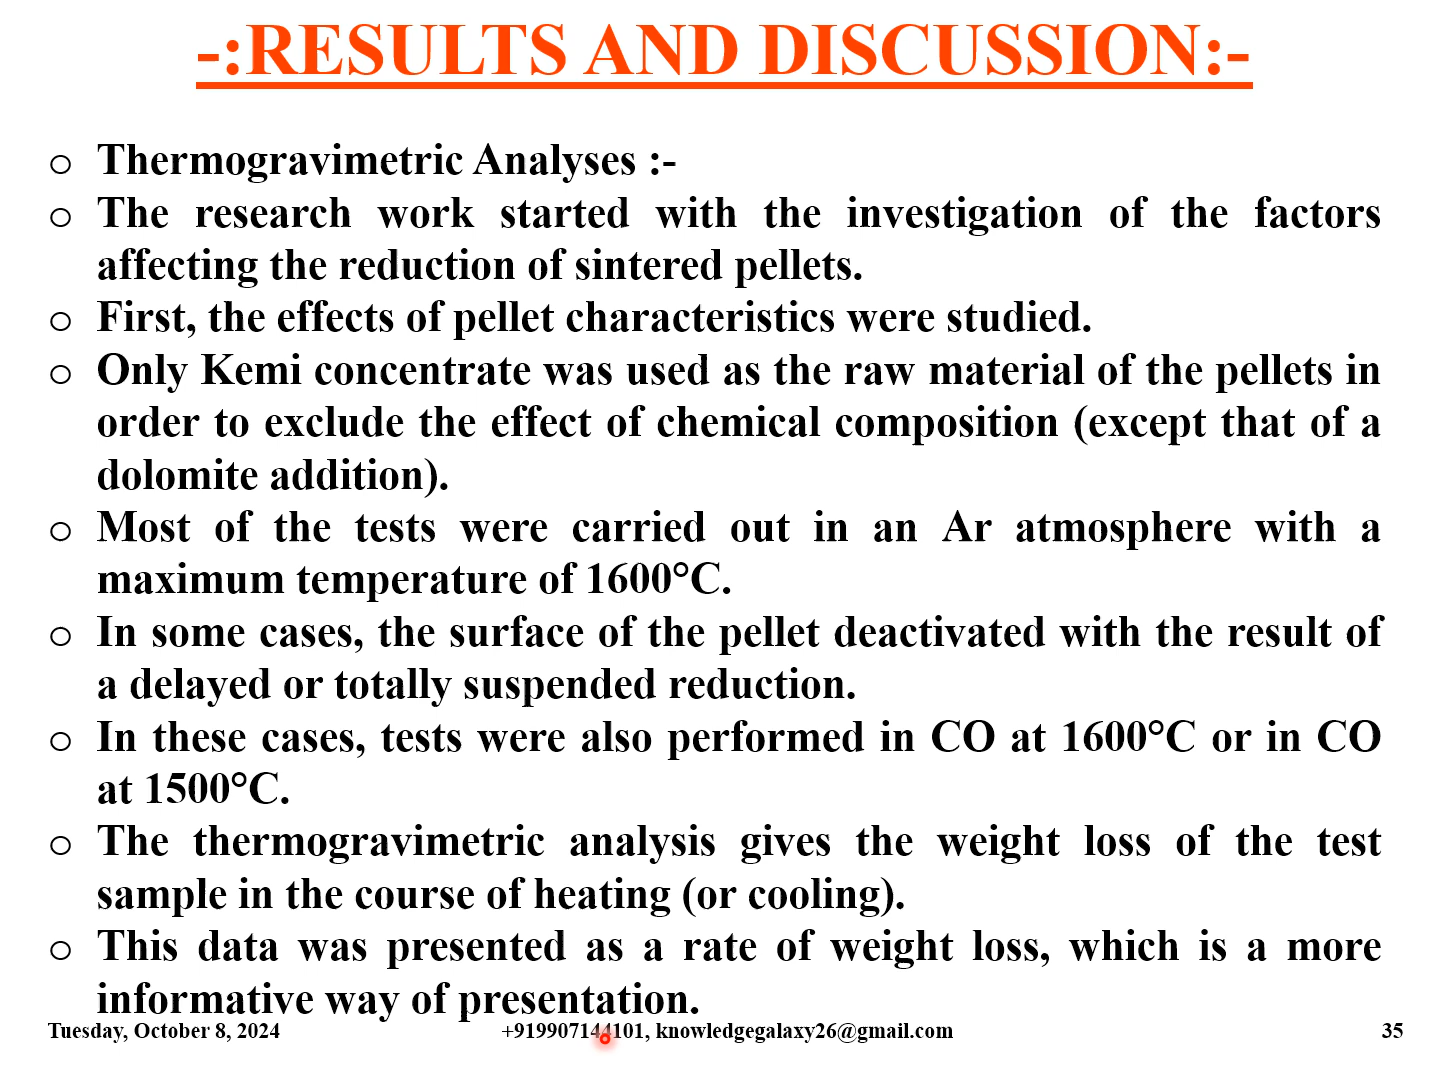 -:RESULTS AND DISCUSSION:-
o Thermogravimetric Analyses :-
o The research work started with the investigation of the factors
affecting the reduction of sintered pellets.
o First, the effects of pellet characteristics were studied.
o Only Kemi concentrate was used as the raw material of the pellets in
order to exclude the effect of chemical composition (except that of a
dolomite addition).
o Most of the tests were carried out in an Ar atmosphere with a
maximum temperature of 1600°C.
o In some cases, the surface of the pellet deactivated with the result of
a delayed or totally suspended reduction.
o In these cases, tests were also performed in CO at 1600°C or in CO
at 1500°C.
o The thermogravimetric analysis gives the weight loss of the test
sample in the course of heating (or cooling).
o This data was presented as a rate of weight loss, which is a more
informative way of presentation.
Tuesday, October 8, 2024 +919907144101, knowledgegalaxy26@gmail.com 35